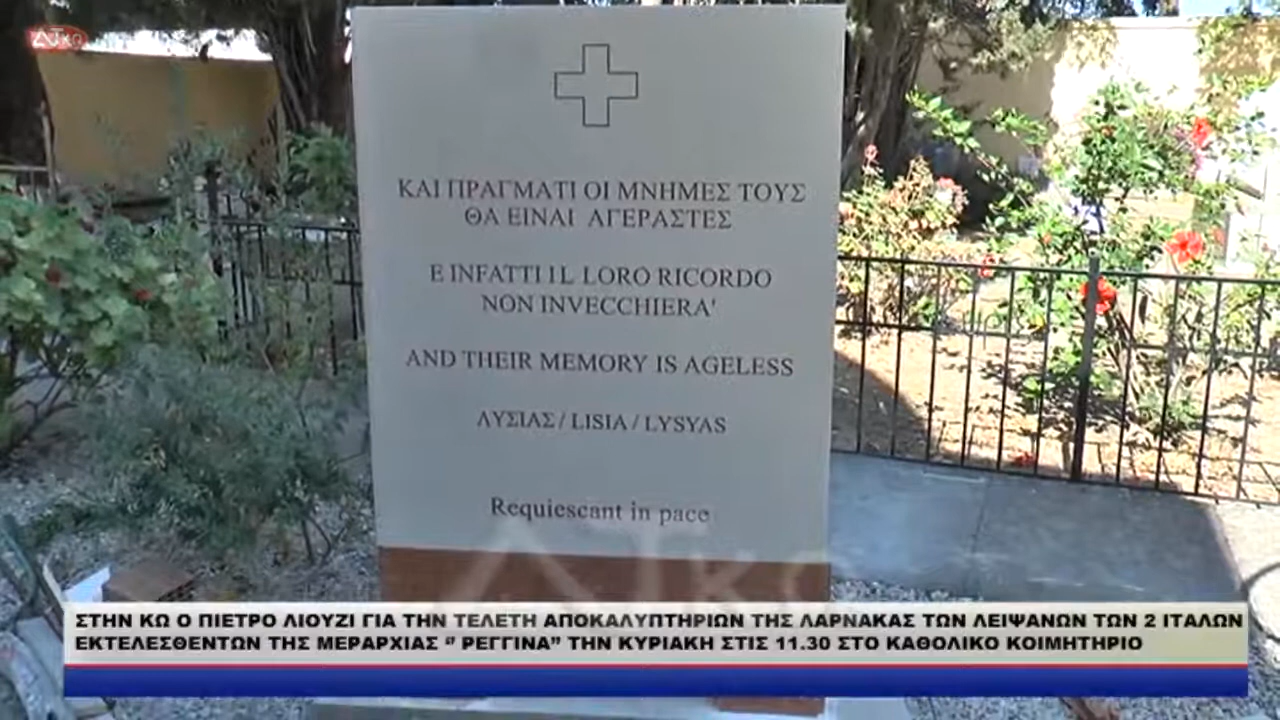 ΔΤΚΩ
ΚΑΙ ΠΡΑΓΜΑΤΙ ΟΙ ΜΝΗΜΕΣ ΤΟΥΣ
ΘΑ ΕΙΝΑΙ ΑΓΕΡΑΣΤΕΣ
E INFATTI IL LORO RICORDO
NON INVECCHIERA'
AND THEIR MEMORY IS AGELESS
ΛΥΣΙΑΣ / LISIA / LYSYAS
Requiescant in pace
ΣΤΗΝ ΚΩ Ο ΠΙΕΤΡΟ ΛΙΟΥΖΙ ΓΙΑ ΤΗΝ ΤΕΛΕΤΗ ΑΠΟΚΑΛΥΠΤΗΡΙΩΝ ΤΗΣ ΛΑΡΝΑΚΑΣ ΤΩΝ ΛΕΙΨΑΝΩΝ ΤΩΝ 2 ΙΤΑΛΩΝ
ΕΚΤΕΛΕΣΘΕΝΤΩΝ ΤΗΣ ΜΕΡΑΡΧΙΑΣ “ ΡΕΓΓΙΝΑ” ΤΗΝ ΚΥΡΙΑΚΗ ΣΤΙΣ 11.30 ΣΤΟ ΚΑΘΟΛΙΚΟ ΚΟΙΜΗΤΗΡΙΟ